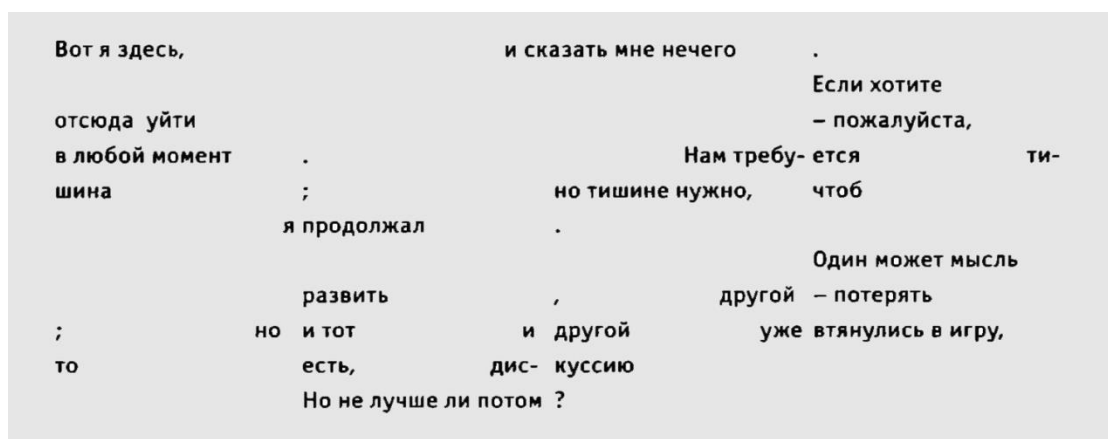 Вот я здесь, и сказать мне нечего .
Если хотите
отсюда уйти – пожалуйста,
в любой момент . Нам требу- ется ти-
шина ; но тишине нужно, чтоб
я продолжал .
Один может мысль
развить , другой – потерять
; но и тот и другой уже втянулись в игру,
то есть, дис- куссию
Но не лучше ли потом ?